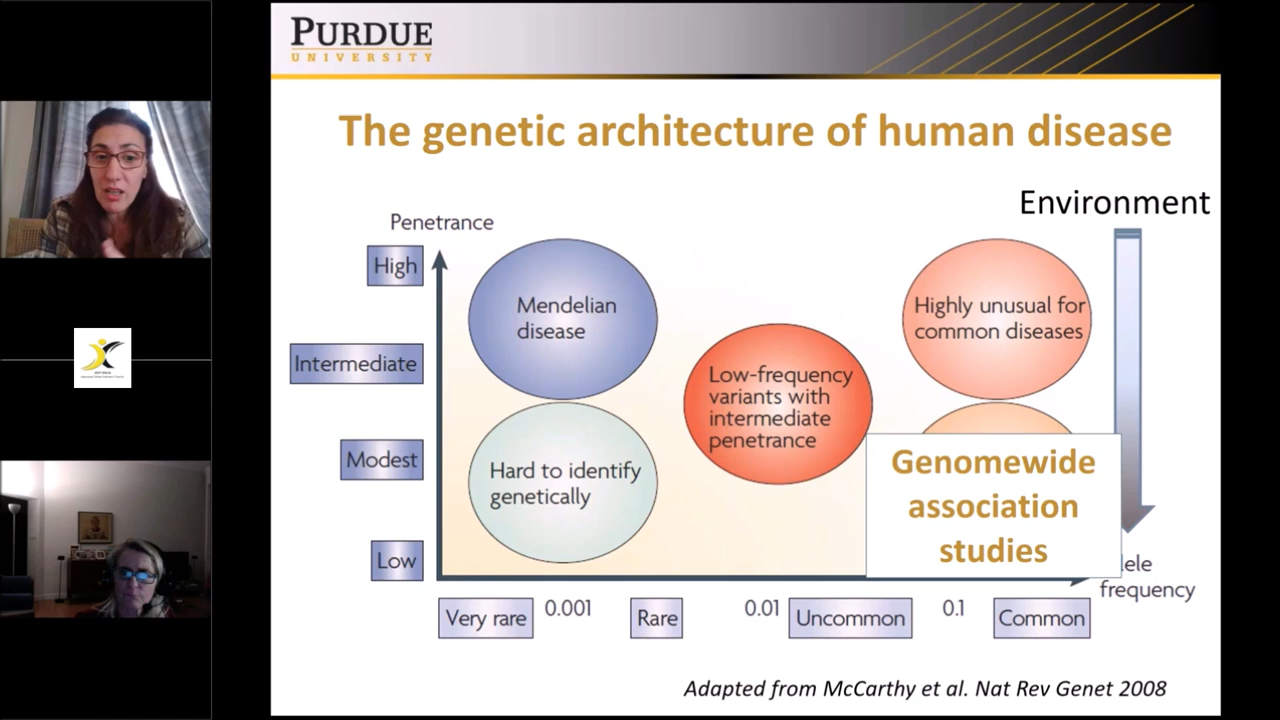 PURDUE
UNIVERSITY
The genetic architecture of human disease
Environment
Penetrance
High
Mendelian
disease
Highly unusual for
common diseases
Intermediate
Low-frequency
variants with
intermediate
penetrance
Modest
Hard to identify
genetically
Genomewide
association
studies
Low
lele
frequency
Very rare
0.001
Rare
0.01
Uncommon
0.1
Common
Adapted from McCarthy et al. Nat Rev Genet 2008